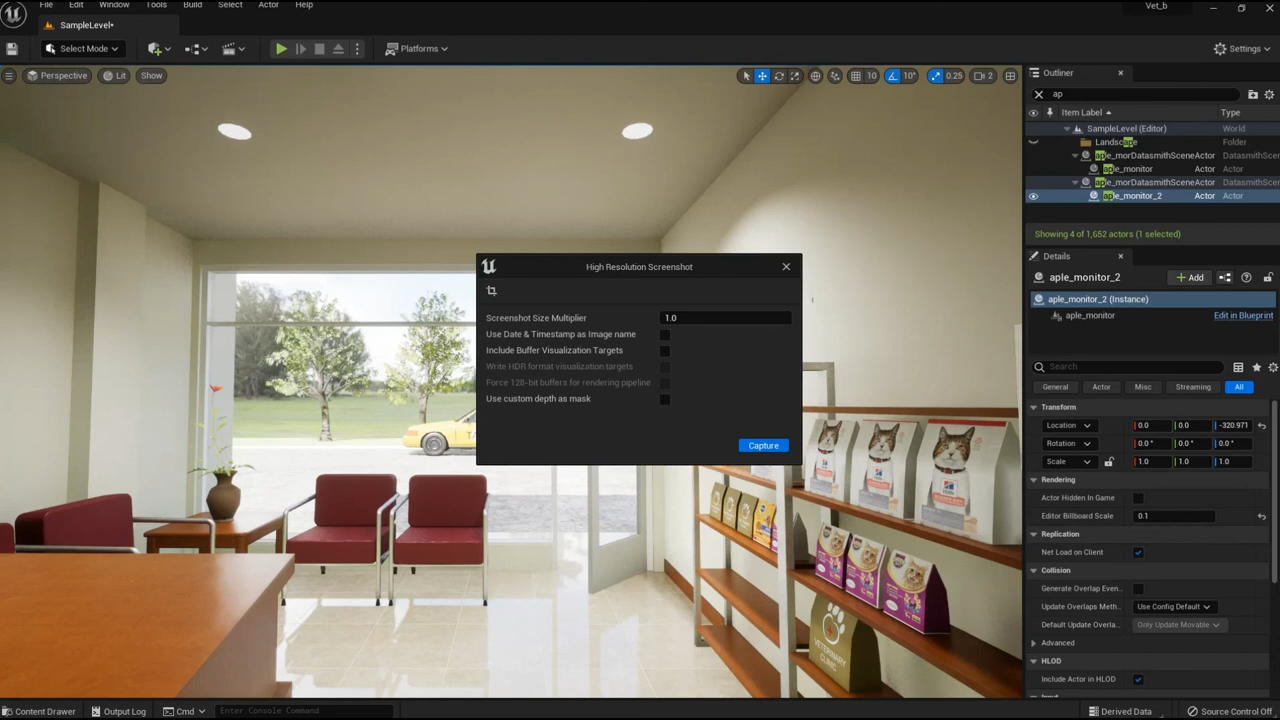 File Edit Window Tools Build Select Actor Help
Vet_b
SampleLevel*
Select Mode
Platforms
Settings
Perspective
Lit
Show
10
10°
0.25
2
Outliner
ap
Item Label
Type
SampleLevel (Editor) World
Landscape Folder
aple_morDatasmithSceneActor DatasmithScene
aple_monitor Actor Actor
aple_morDatasmithSceneActor DatasmithScene
aple_monitor_2 Actor Actor
Showing 4 of 1,652 actors (1 selected)
Details
aple_monitor_2
Add
aple_monitor_2 (Instance)
aple_monitor
Edit in Blueprint
Search
General Actor Misc Streaming All
Transform
Location 0.0 0.0 -320.971
Rotation 0.0° 0.0° 0.0°
Scale 1.0 1.0 1.0
Rendering
Actor Hidden In Game
Editor Billboard Scale 0.1
Replication
Net Load on Client
Collision
Generate Overlap Even..
Update Overlaps Meth.. Use Config Default
Default Update Overla.. Only Update Movable
Advanced
HLOD
Include Actor in HLOD
High Resolution Screenshot
Screenshot Size Multiplier 1.0
Use Date & Timestamp as Image name
Include Buffer Visualization Targets
Write HDR format visualization targets
Force 128-bit buffers for rendering pipeline
Use custom depth as mask
Capture
TA
Hill's
VETERINARY
CLINIC
Content Drawer
Output Log
Cmd
Enter Console Command
Derived Data
Source Control Off